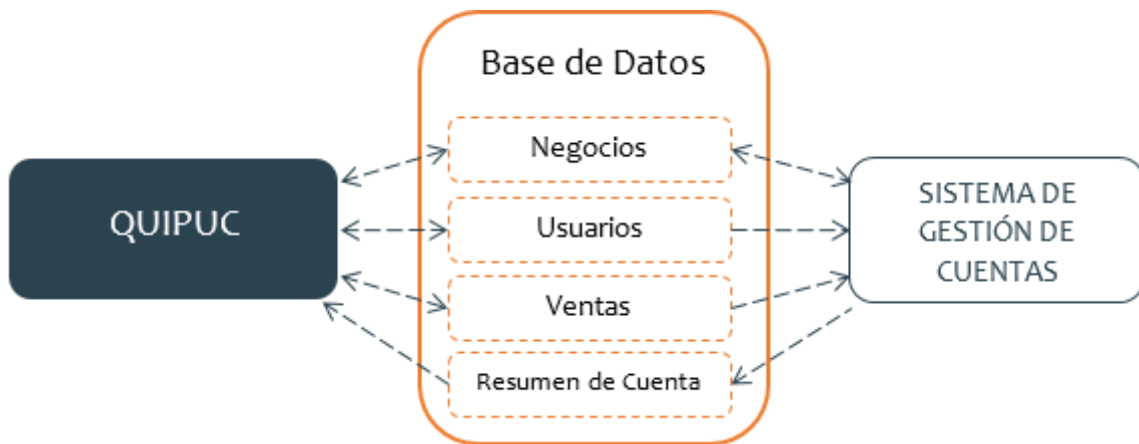 Base de Datos
Negocios
QUIPUC
Usuarios
Ventas
Resumen de Cuenta
SISTEMA DE
GESTIÓN DE
CUENTAS